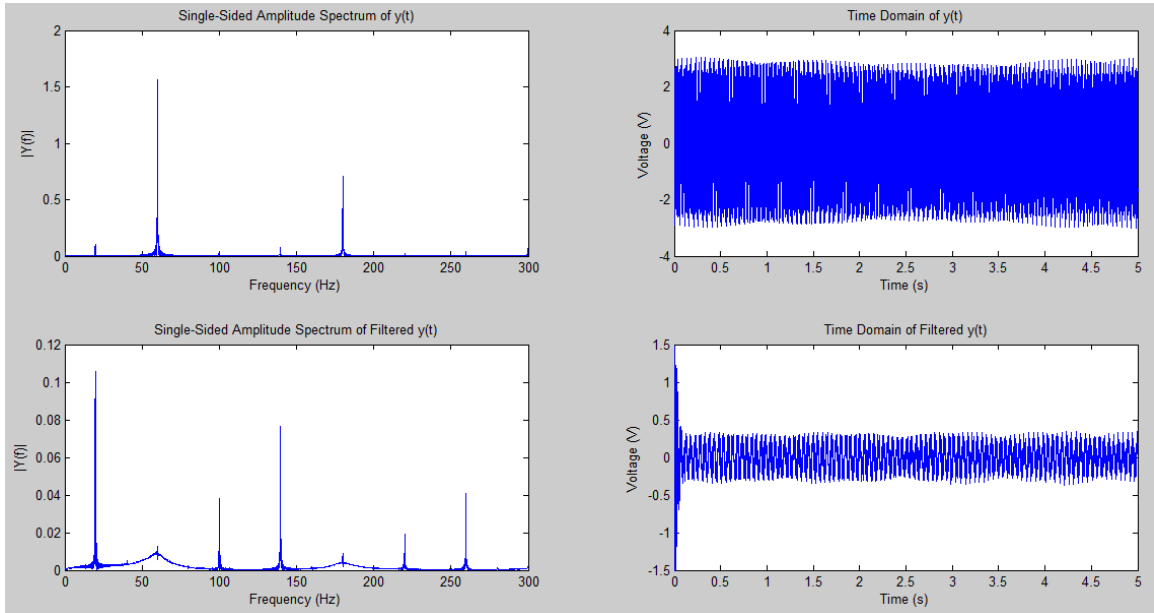 Single-Sided Amplitude Spectrum of y(t)
2
1.5
1
0.5
0
|Y(f)|
0 50 100 150 200 250 300
Frequency (Hz)
Time Domain of y(t)
4
2
0
-2
-4
Voltage (V)
0 0.5 1 1.5 2 2.5 3 3.5 4 4.5 5
Time (s)
Single-Sided Amplitude Spectrum of Filtered y(t)
0.12
0.1
0.08
0.06
0.04
0.02
0
|Y(f)|
0 50 100 150 200 250 300
Frequency (Hz)
Time Domain of Filtered y(t)
1.5
1
0.5
0
-0.5
-1
-1.5
Voltage (V)
0 0.5 1 1.5 2 2.5 3 3.5 4 4.5 5
Time (s)